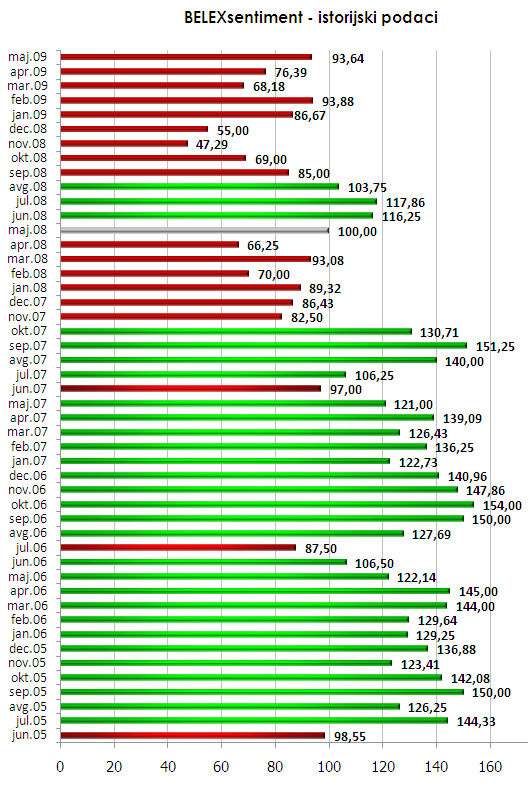 BELEXsentiment - istorijski podaci
maj.09 93,64
apr.09 76,39
mar.09 68,18
feb.09 93,88
jan.09 86,67
dec.08 55,00
nov.08 47,29
okt.08 69,00
sep.08 85,00
avg.08 103,75
jul.08 117,86
jun.08 116,25
maj.08 100,00
apr.08 66,25
mar.08 93,08
feb.08 70,00
jan.08 89,32
dec.07 86,43
nov.07 82,50
okt.07 130,71
sep.07 151,25
avg.07 140,00
jul.07 106,25
jun.07 97,00
maj.07 121,00
apr.07 139,09
mar.07 126,43
feb.07 136,25
jan.07 122,73
dec.06 140,96
nov.06 147,86
okt.06 154,00
sep.06 150,00
avg.06 127,69
jul.06 87,50
jun.06 106,50
maj.06 122,14
apr.06 145,00
mar.06 144,00
feb.06 129,64
jan.06 129,25
dec.05 136,88
nov.05 123,41
okt.05 142,08
sep.05 150,00
avg.05 126,25
jul.05 144,33
jun.05 98,55
0 20 40 60 80 100 120 140 160